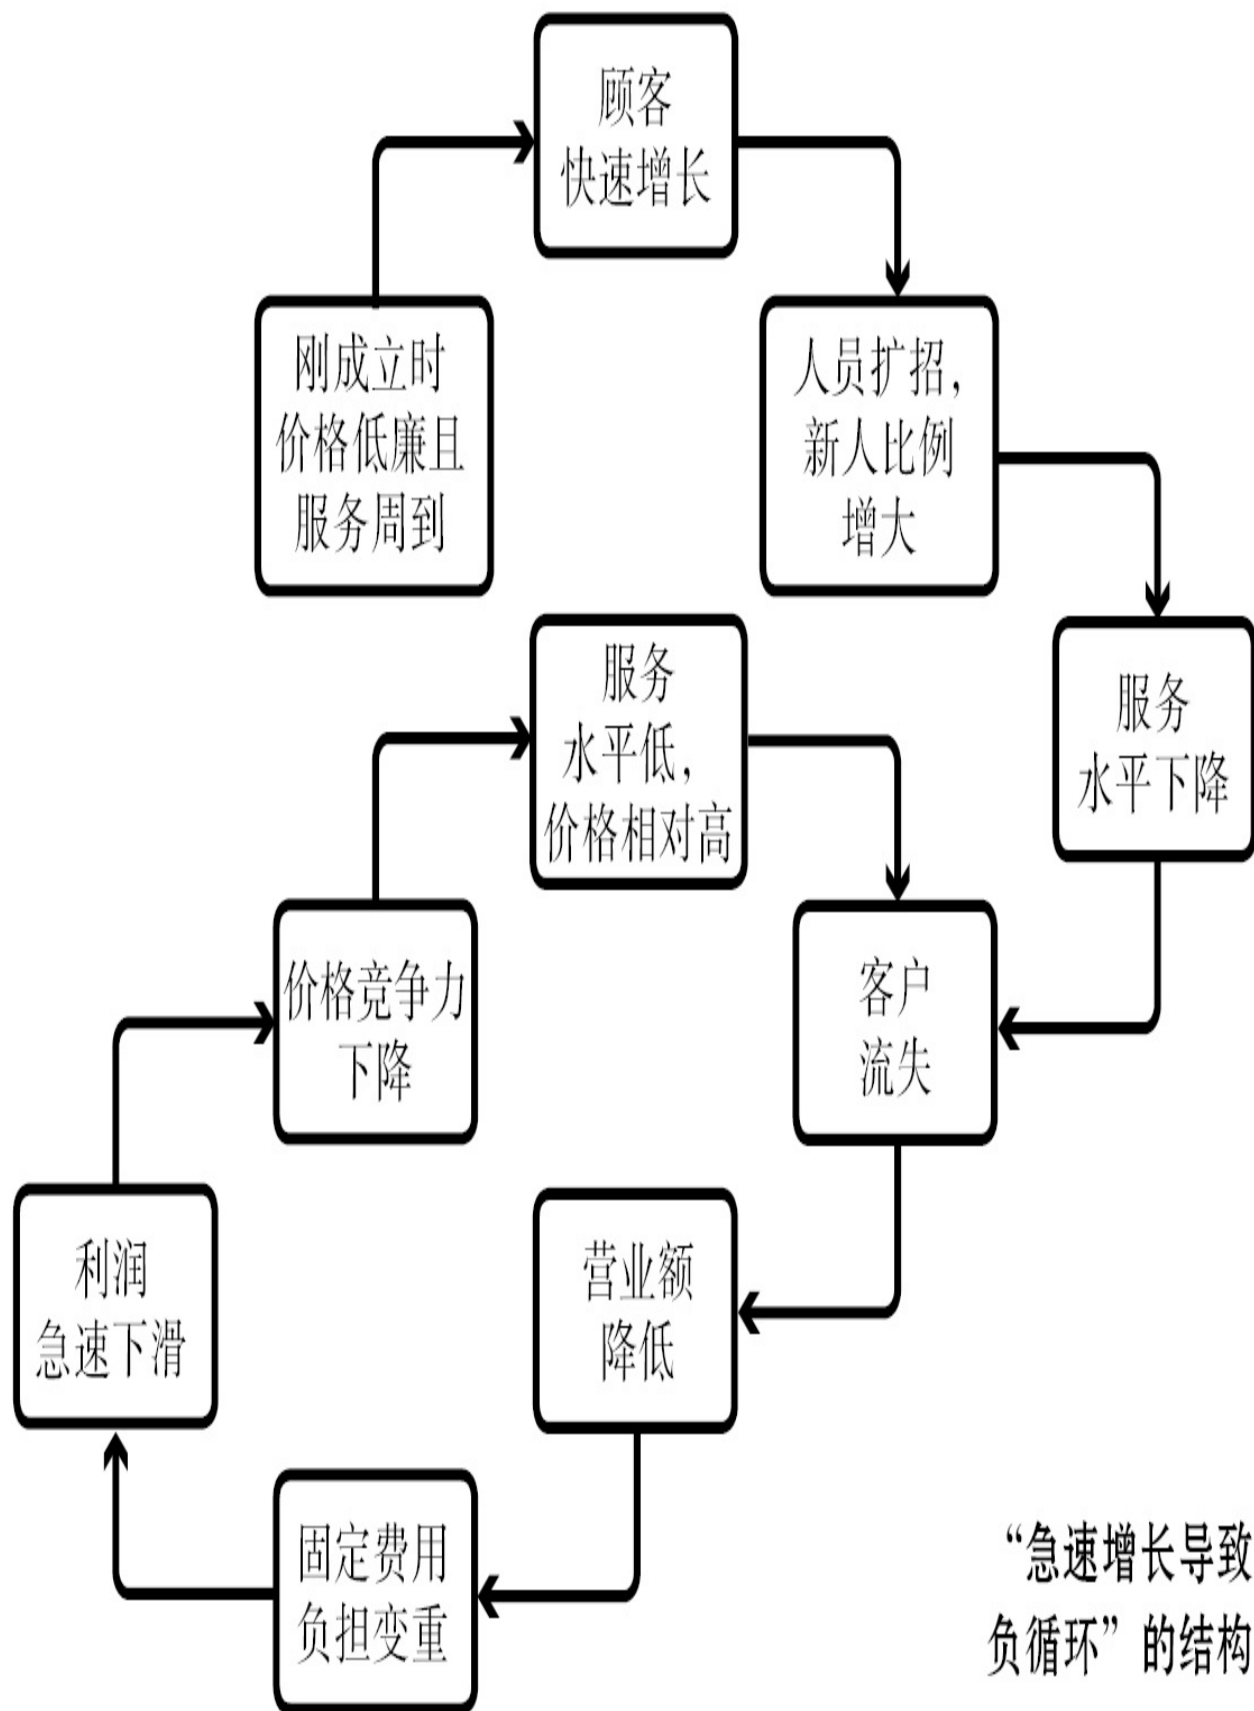 顾客
快速增长
刚成立时
价格低廉且
服务周到
人员扩招，
新人比例
增大
服务
水平下降
服务
水平低，
价格相对高
价格竞争力
下降
客户
流失
利润
急速下滑
营业额
降低
固定费用
负担变重
“急速增长导致
负循环”的结构